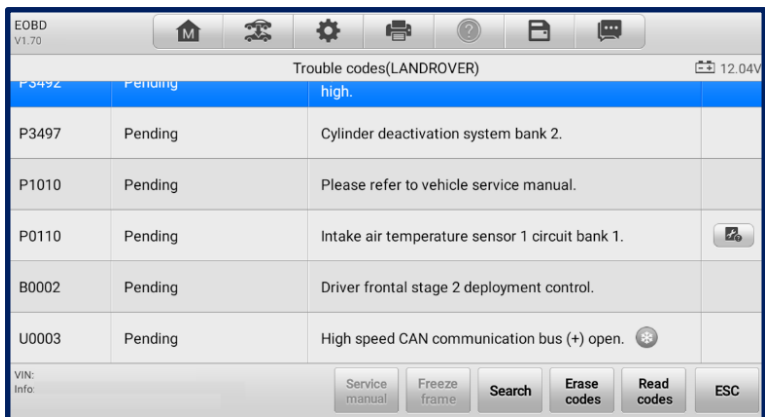 EOBD
V1.70
M
Trouble codes(LANDROVER)
12.04V
P3492 Pending high.
P3497 Pending Cylinder deactivation system bank 2.
P1010 Pending Please refer to vehicle service manual.
P0110 Pending Intake air temperature sensor 1 circuit bank 1.
B0002 Pending Driver frontal stage 2 deployment control.
U0003 Pending High speed CAN communication bus (+) open.
VIN:
Info:
Service manual
Freeze frame
Search
Erase codes
Read codes
ESC